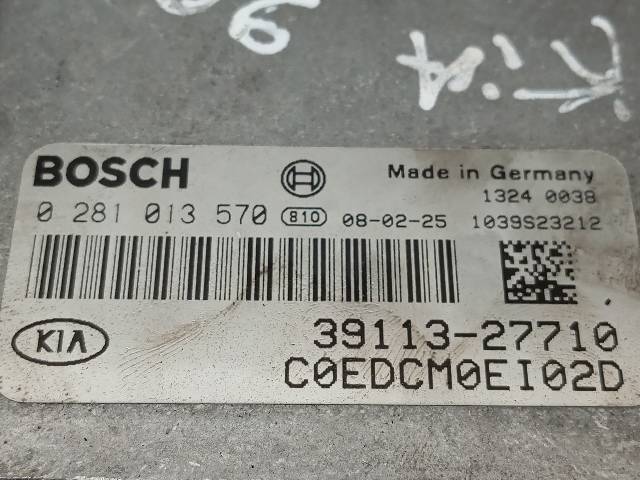 KiA
BOSCH Made in Germany
1324 0038
0 281 013 570 810 08-02-25 1039S23212
KIA 39113-27710
C0EDCM0EI02D